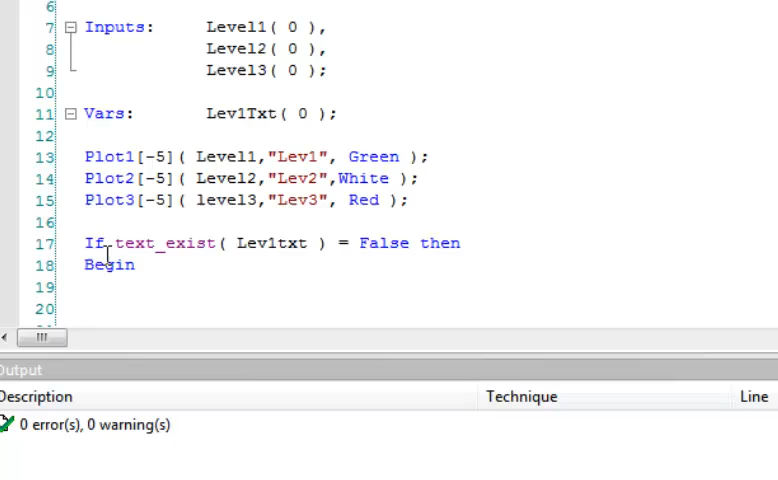 6
7 Inputs: Level1( 0 ),
8 Level2( 0 ),
9 Level3( 0 );
10
11 Vars: Lev1Txt( 0 );
12
13 Plot1[-5]( Level1,"Lev1", Green );
14 Plot2[-5]( Level2,"Lev2",White );
15 Plot3[-5]( level3,"Lev3", Red );
16
17 If text_exist( Lev1txt ) = False then
18 Begin
19
20
Output
Description Technique Line
0 error(s), 0 warning(s)